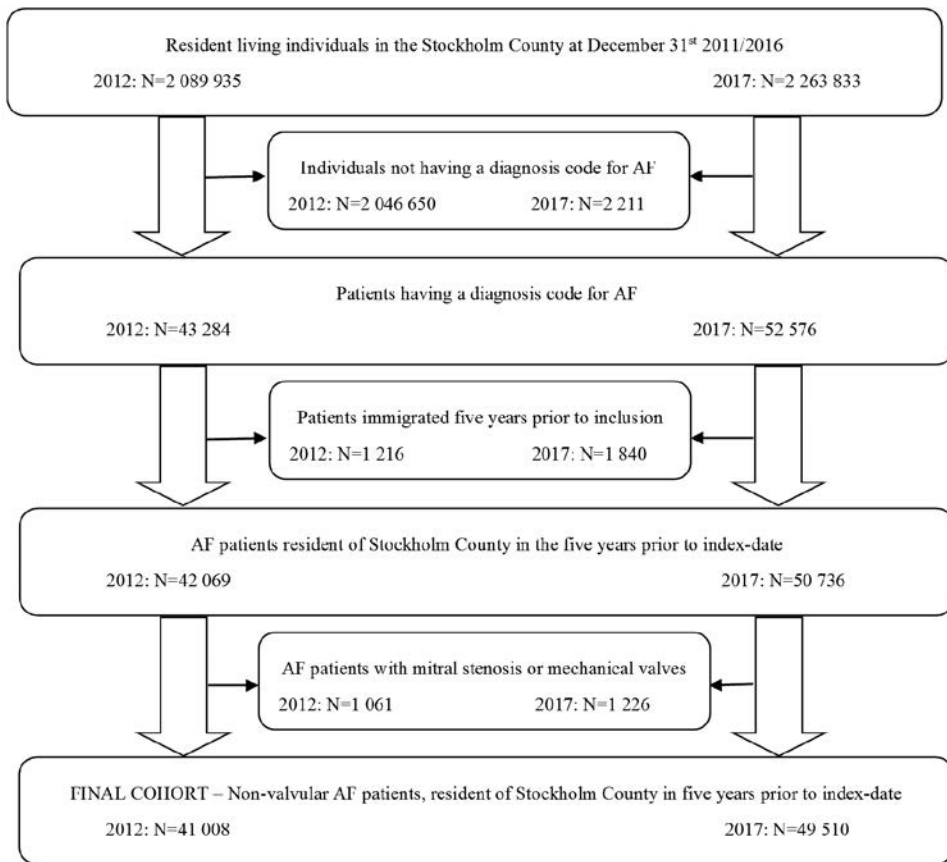 Resident living individuals in the Stockholm County at December 31st 2011/2016
2012: N=2 089 935 2017: N=2 263 833
Individuals not having a diagnosis code for AF
2012: N=2 046 650 2017: N=2 211
Patients having a diagnosis code for AF
2012: N=43 284 2017: N=52 576
Patients immigrated five years prior to inclusion
2012: N=1 216 2017: N=1 840
AF patients resident of Stockholm County in the five years prior to index-date
2012: N=42 069 2017: N=50 736
AF patients with mitral stenosis or mechanical valves
2012: N=1 061 2017: N=1 226
FINAL COHORT – Non-valvular AF patients, resident of Stockholm County in five years prior to index-date
2012: N=41 008 2017: N=49 510